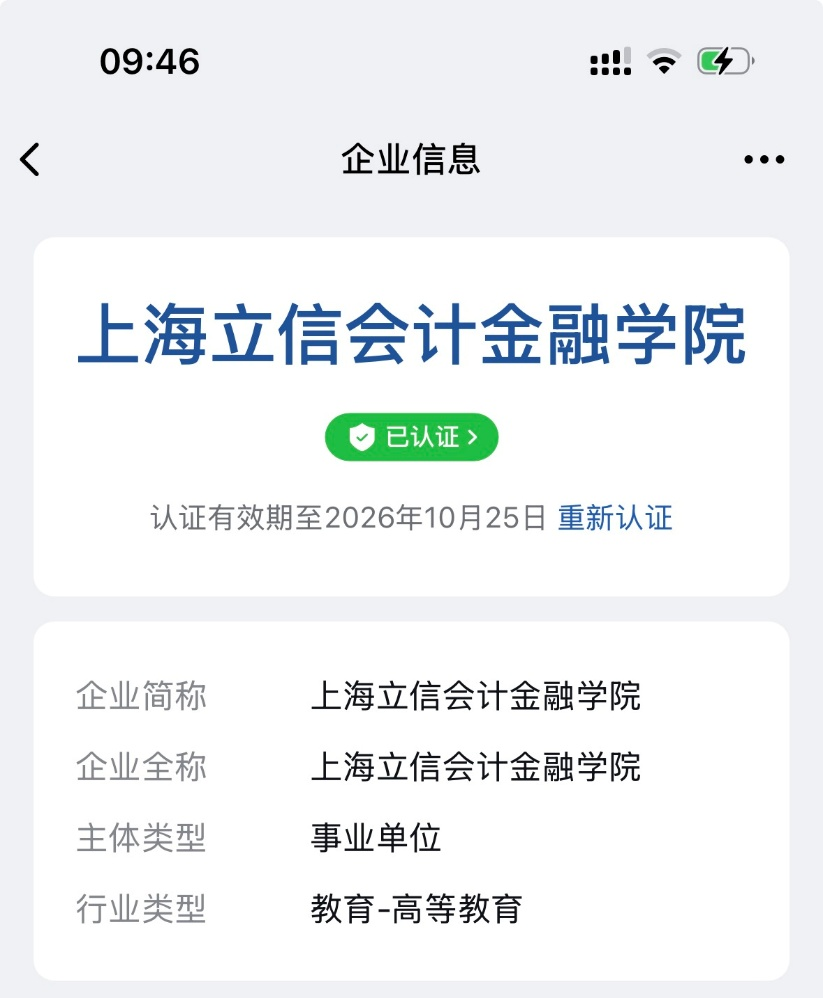 09:46
企业信息
上海立信会计金融学院
已认证
认证有效期至2026年10月25日 重新认证
企业简称 上海立信会计金融学院
企业全称 上海立信会计金融学院
主体类型 事业单位
行业类型 教育-高等教育